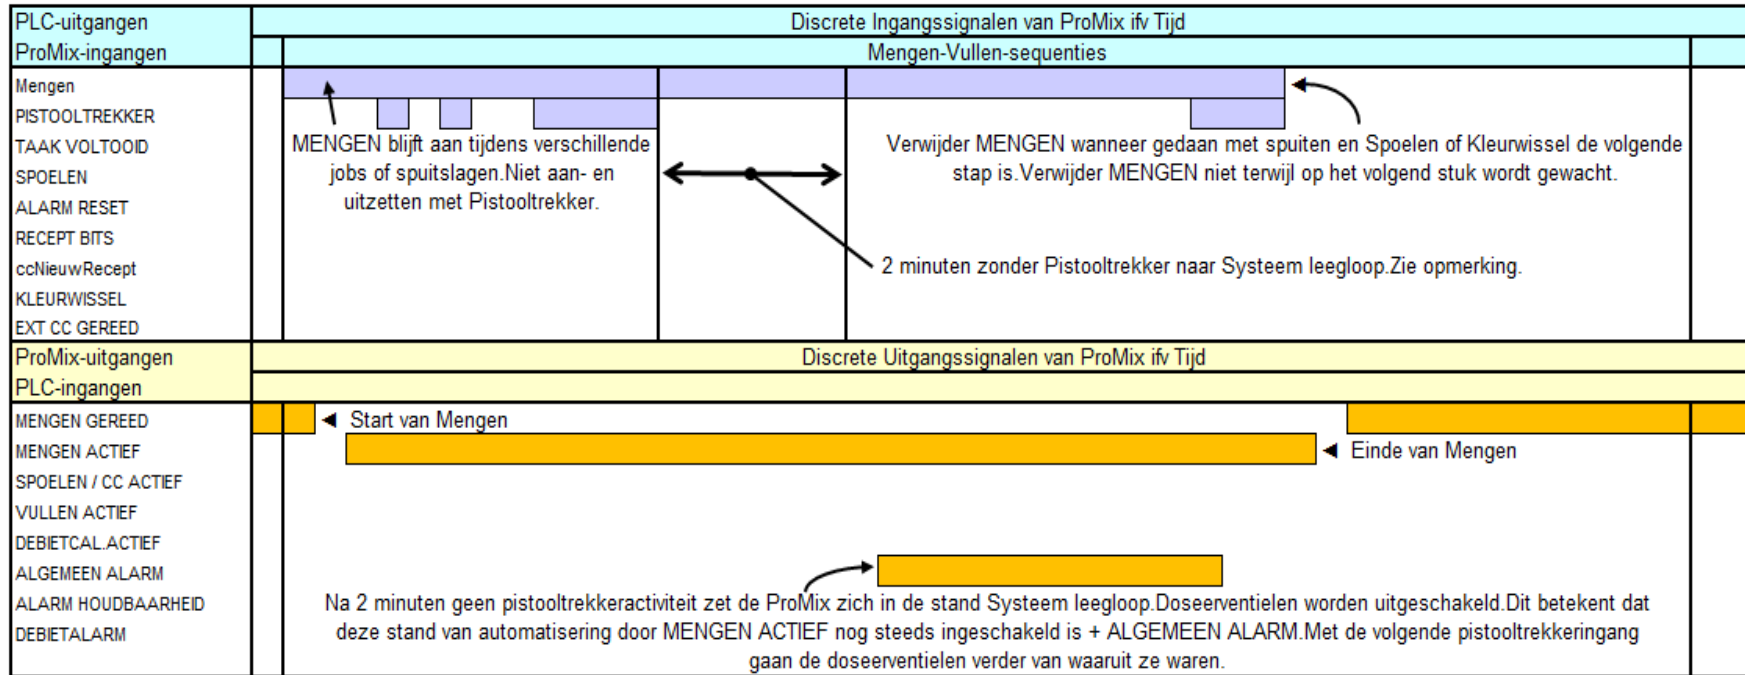 PLC-uitgangen
Discrete Ingangssignalen van ProMix ifv Tijd
ProMix-ingangen
Mengen-Vullen-sequenties
Mengen
PISTOOLTREKKER
TAAK VOLTOOID
SPOELEN
ALARM RESET
RECEPT BITS
ccNieuwRecept
KLEURWISSEL
EXT CC GEREED
MENGEN blijft aan tijdens verschillende
jobs of spuitslagen.Niet aan- en
uitzetten met Pistooltrekker.
Verwijder MENGEN wanneer gedaan met spuiten en Spoelen of Kleurwissel de volgende
stap is.Verwijder MENGEN niet terwijl op het volgend stuk wordt gewacht.
2 minuten zonder Pistooltrekker naar Systeem leegloop.Zie opmerking.
ProMix-uitgangen
Discrete Uitgangssignalen van ProMix ifv Tijd
PLC-ingangen
MENGEN GEREED
Start van Mengen
MENGEN ACTIEF
Einde van Mengen
SPOELEN / CC ACTIEF
VULLEN ACTIEF
DEBIETCAL.ACTIEF
ALGEMEEN ALARM
ALARM HOUDBAARHEID
DEBIETALARM
Na 2 minuten geen pistooltrekkeractiviteit zet de ProMix zich in de stand Systeem leegloop.Doseerventielen worden uitgeschakeld.Dit betekent dat
deze stand van automatisering door MENGEN ACTIEF nog steeds ingeschakeld is + ALGEMEEN ALARM.Met de volgende pistooltrekkeringang
gaan de doseerventielen verder van waaruit ze waren.